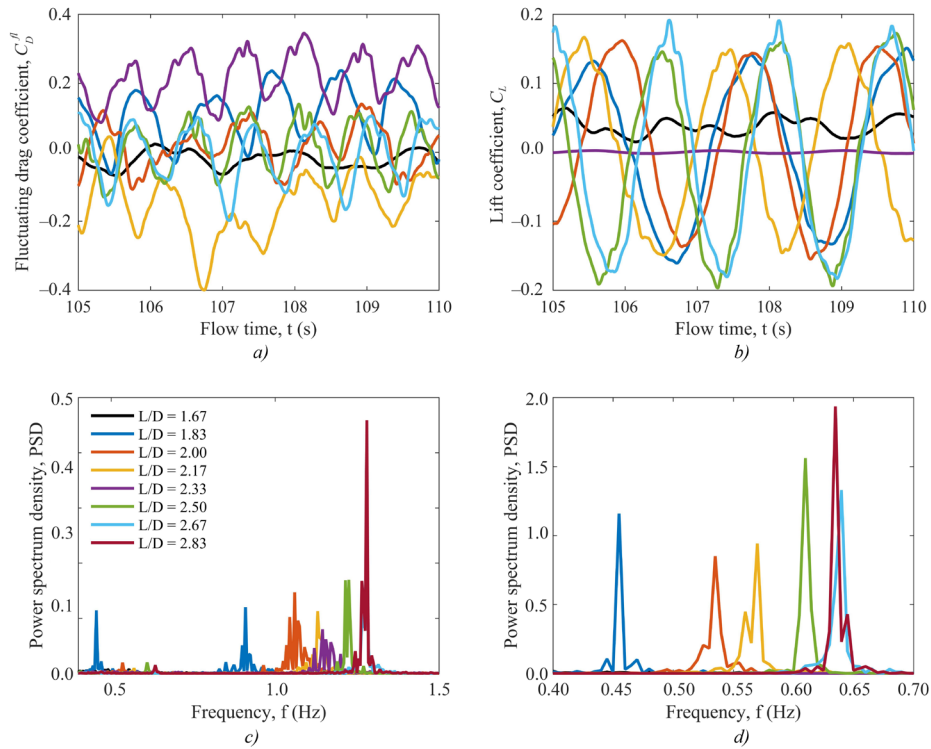 Fluctuating drag coefficient, C_D^fl
0.4
0.2
0.0
−0.2
−0.4
105 106 107 108 109 110
Flow time, t (s)
a)
Lift coefficient, C_L
0.2
0.1
0.0
−0.1
−0.2
105 106 107 108 109 110
Flow time, t (s)
b)
Power spectrum density, PSD
0.5
0.4
0.3
0.1
0.0
L/D = 1.67
L/D = 1.83
L/D = 2.00
L/D = 2.17
L/D = 2.33
L/D = 2.50
L/D = 2.67
L/D = 2.83
0.5 1.0 1.5
Frequency, f (Hz)
c)
Power spectrum density, PSD
2.0
1.5
1.0
0.5
0.0
0.40 0.45 0.50 0.55 0.60 0.65 0.70
Frequency, f (Hz)
d)